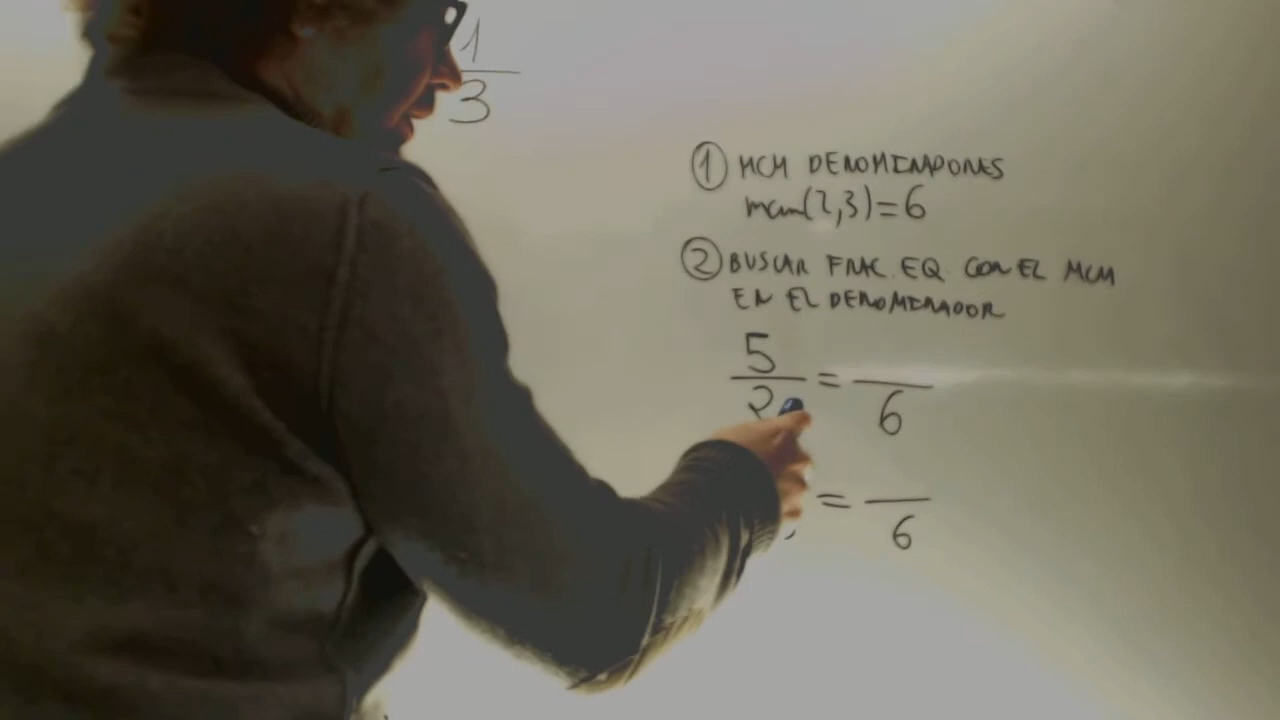 1
3
① MCM DENOMINADORES
mcm(2,3)=6
② BUSCAR FRAC. EQ. CON EL MCM
EN EL DENOMINADOR
5
2
=
6
=
6